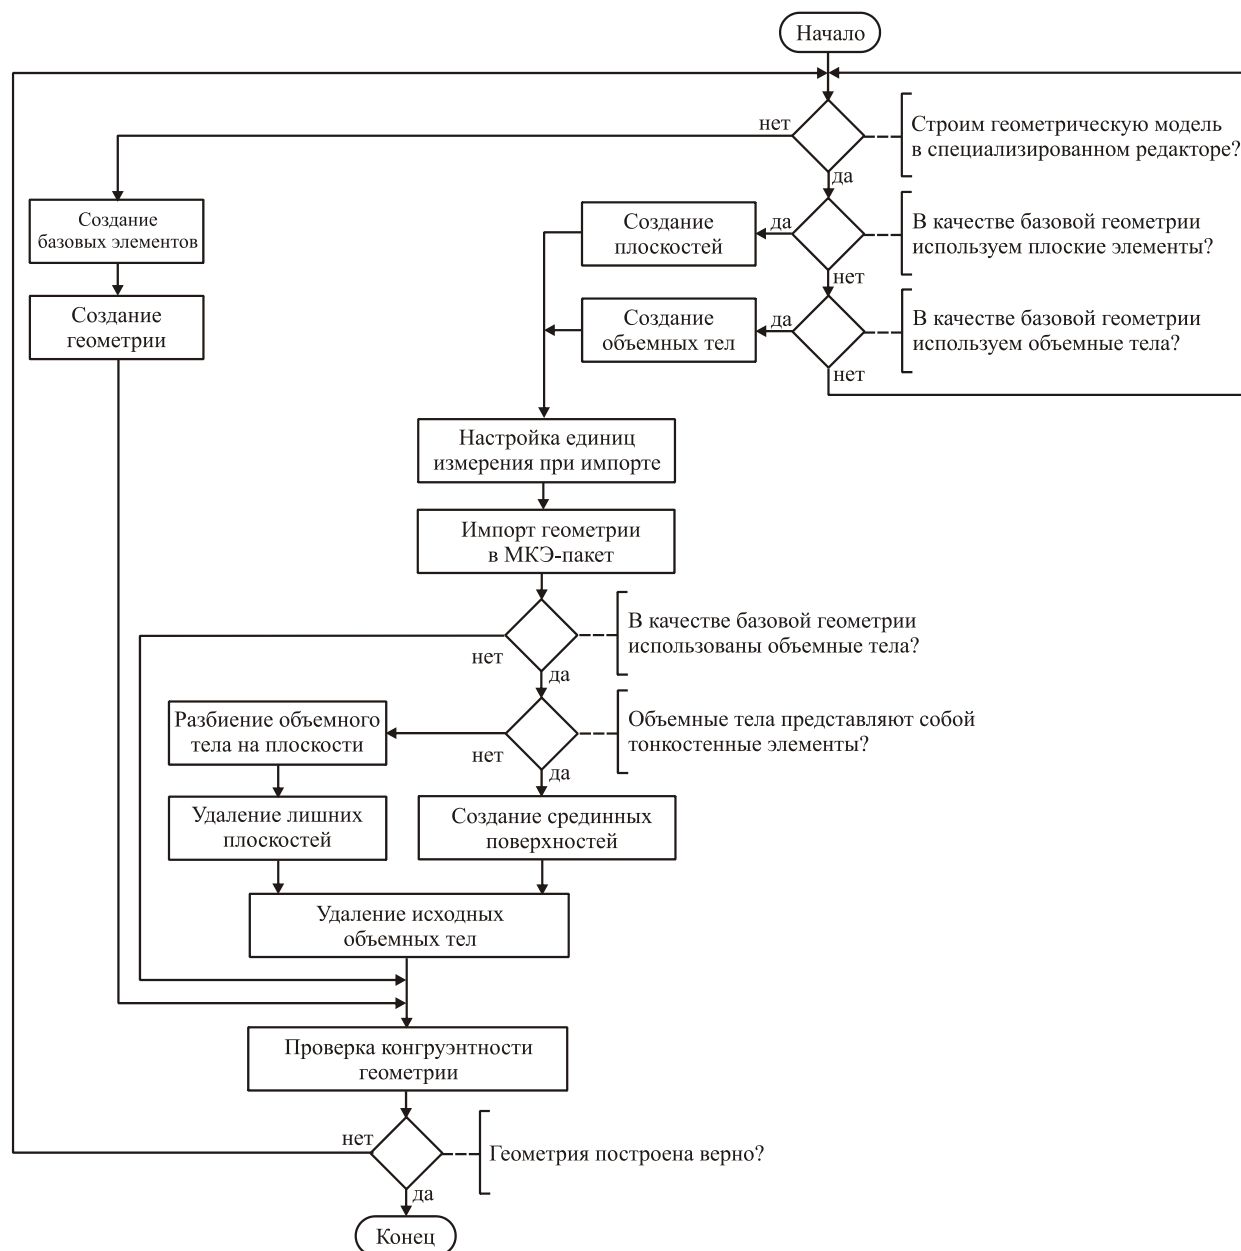 Начало
нет
Строим геометрическую модель
в специализированном редакторе?
да
Создание
базовых элементов
Создание
плоскостей
да
В качестве базовой геометрии
используем плоские элементы?
нет
Создание
геометрии
Создание
объемных тел
да
В качестве базовой геометрии
используем объемные тела?
нет
Настройка единиц
измерения при импорте
Импорт геометрии
в МКЭ-пакет
В качестве базовой геометрии
использованы объемные тела?
нет
да
Разбиение объемного
тела на плоскости
Объемные тела представляют собой
тонкостенные элементы?
нет
да
Удаление лишних
плоскостей
Создание срединных
поверхностей
Удаление исходных
объемных тел
Проверка конгруэнтности
геометрии
нет
Геометрия построена верно?
да
Конец